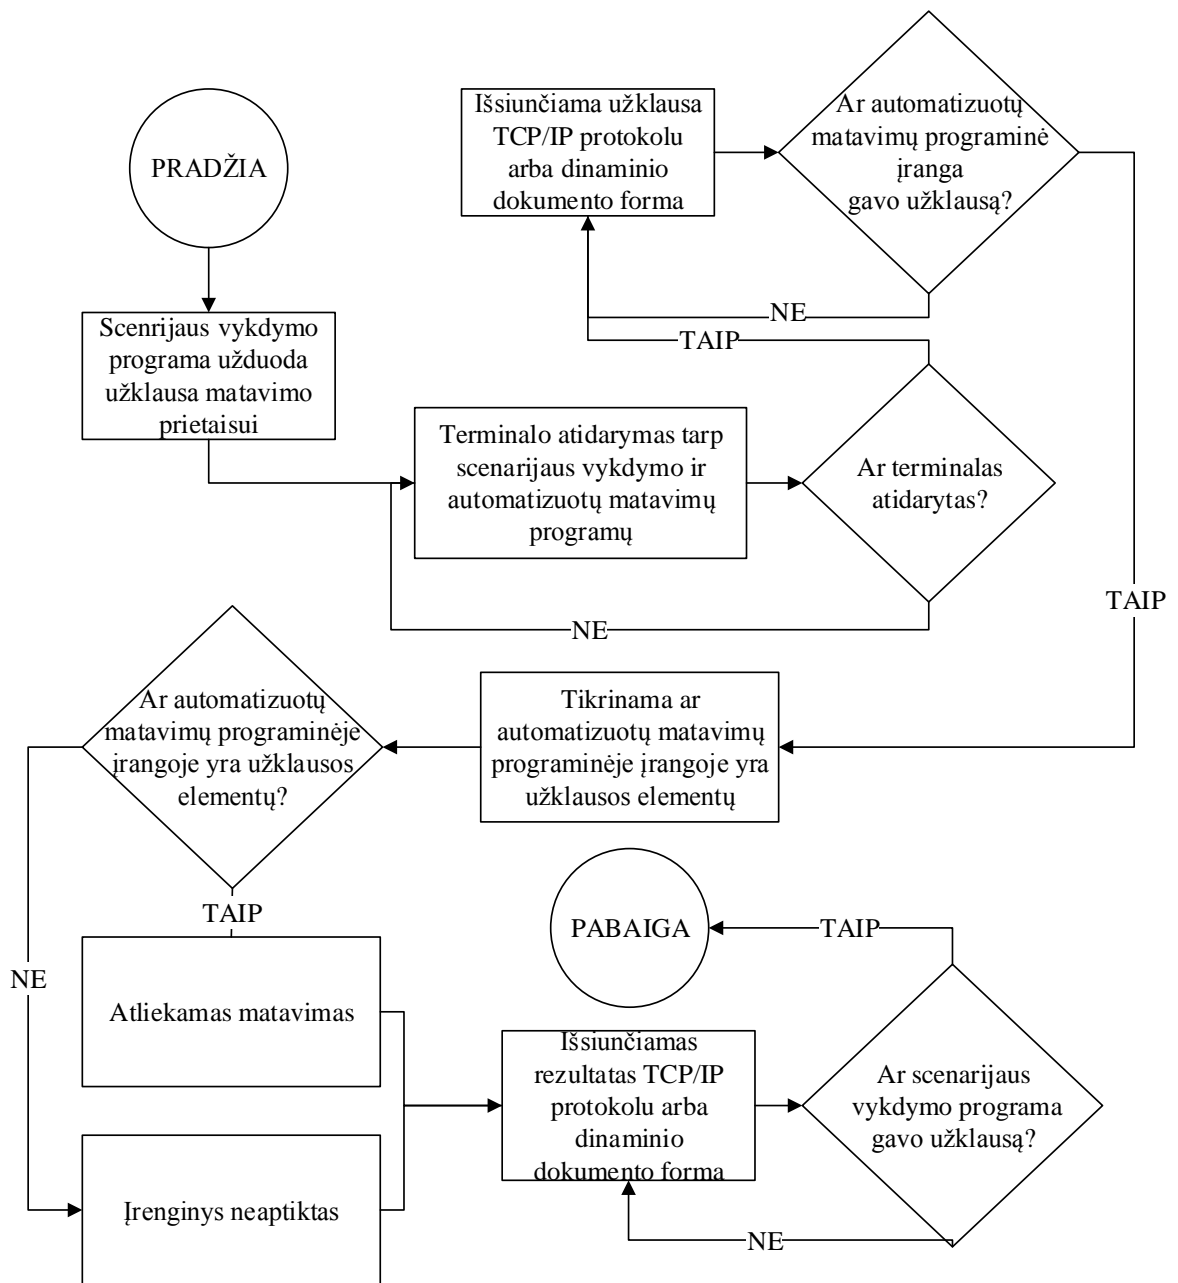 PRADŽIA
Scenrijaus vykdymo
programa užduoda
užklausa matavimo
prietaisui
Terminalo atidarymas tarp
scenarijaus vykdymo ir
automatizuotų matavimų
programų
Ar terminalas
atidarytas?
NE
TAIP
Išsiunčiama užklausa
TCP/IP protokolu
arba dinaminio
dokumento forma
Ar automatizuotų
matavimų programinė
įranga
gavo užklausą?
NE
TAIP
Tikrinama ar
automatizuotų matavimų
programinėje įrangoje yra
užklausos elementų
Ar automatizuotų
matavimų programinėje
įrangoje yra užklausos
elementų?
TAIP
NE
Atliekamas matavimas
Įrenginys neaptiktas
Išsiunčiamas
rezultatas TCP/IP
protokolu arba
dinaminio
dokumento forma
Ar scenarijaus
vykdymo programa
gavo užklausą?
NE
TAIP
PABAIGA